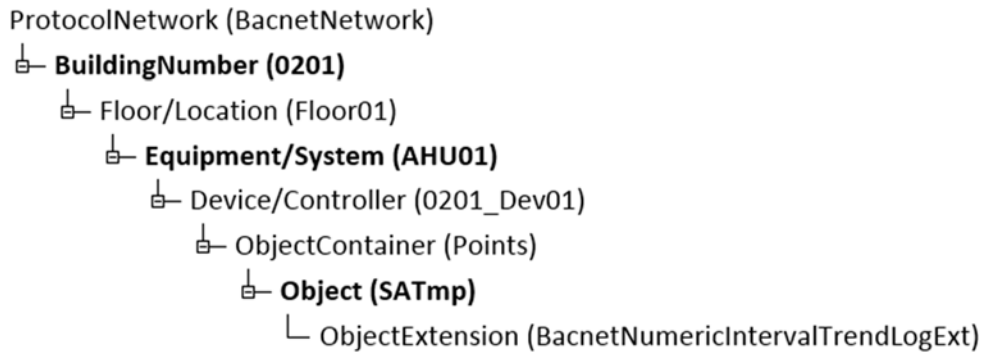 ProtocolNetwork (BacnetNetwork)
BuildingNumber (0201)
Floor/Location (Floor01)
Equipment/System (AHU01)
Device/Controller (0201_Dev01)
ObjectContainer (Points)
Object (SATmp)
ObjectExtension (BacnetNumericIntervalTrendLogExt)